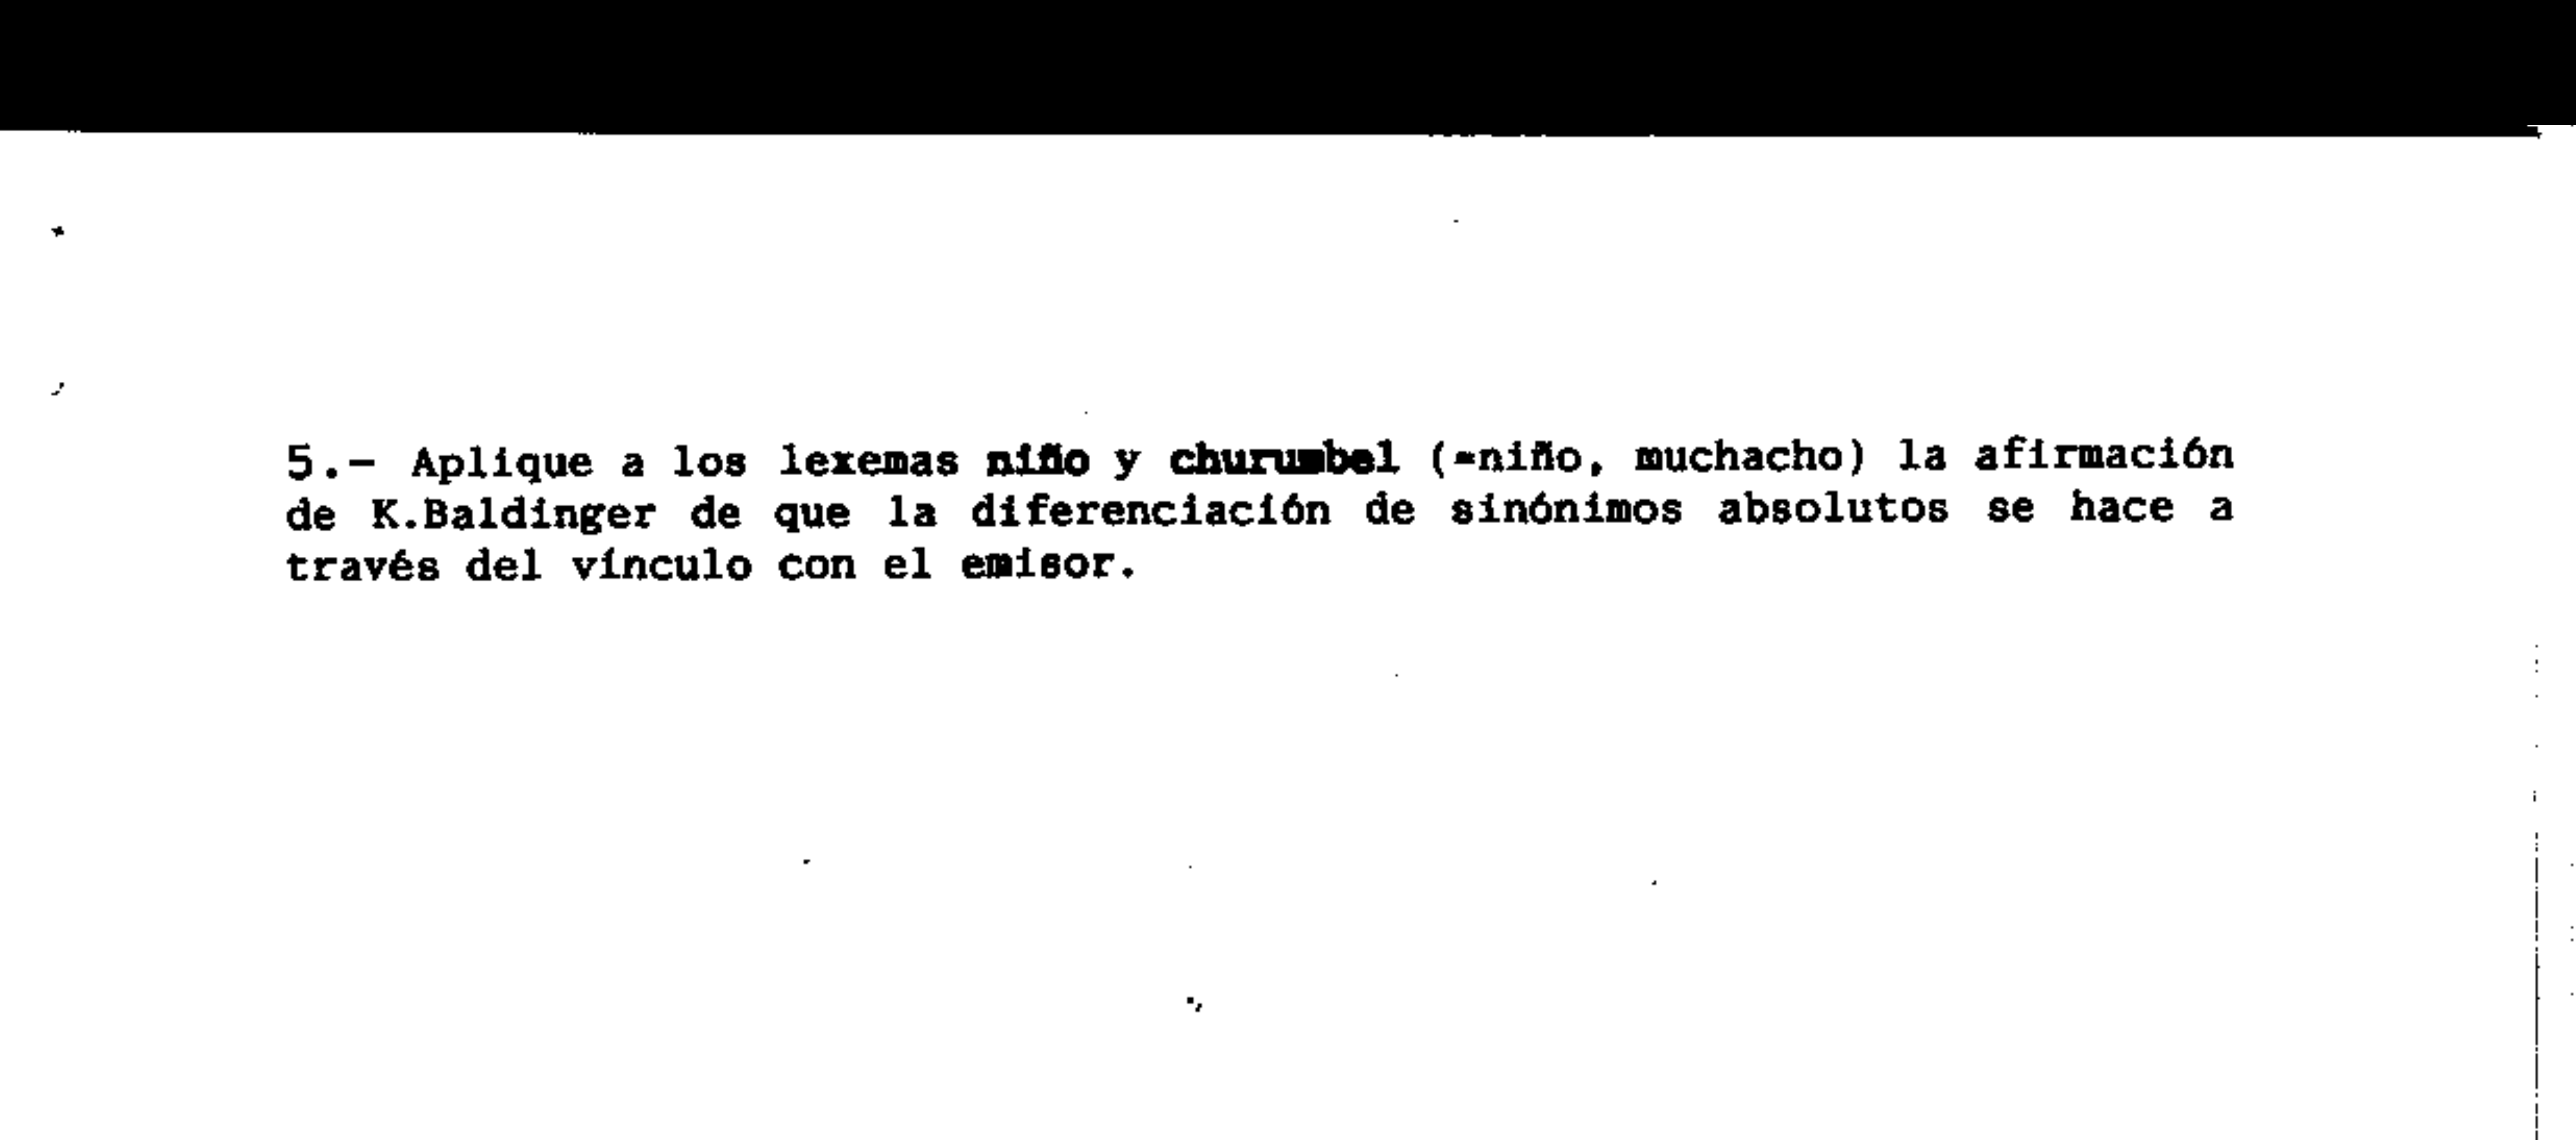 5.- Aplique a los lexemas niño y churumbel (=niño, muchacho) la afirmación
de K.Baldinger de que la diferenciación de sinónimos absolutos se hace a
través del vínculo con el emisor.